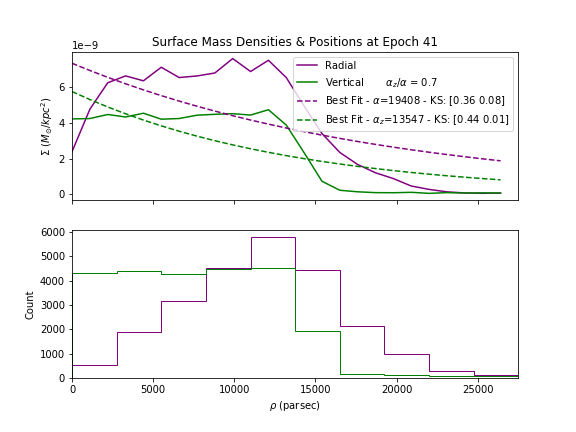 Surface Mass Densities & Positions at Epoch 41
1e−9
Σ (M⊙/kpc²)
6
4
2
0
Radial
Vertical αz/α = 0.7
Best Fit - α=19408 - KS: [0.36 0.08]
Best Fit - αz=13547 - KS: [0.44 0.01]
Count
6000
5000
4000
3000
2000
1000
0
0 5000 10000 15000 20000 25000
ρ (parsec)